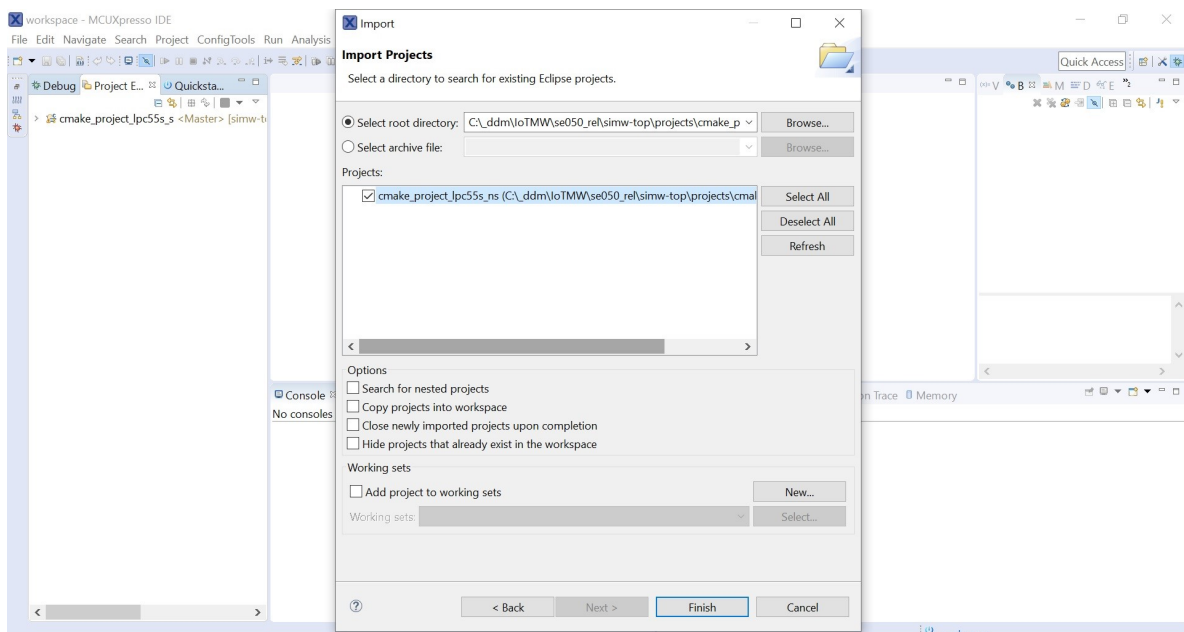 workspace - MCUXpresso IDE
File Edit Navigate Search Project ConfigTools Run Analysis
Quick Access
Debug Project E... Quicksta...
cmake_project_lpc55s_s <Master> [simw-t
Import
Import Projects
Select a directory to search for existing Eclipse projects.
Select root directory: C:\_ddm\IoTMW\se050_rel\simw-top\projects\cmake_p Browse...
Select archive file: Browse...
Projects:
cmake_project_lpc55s_ns (C:\_ddm\IoTMW\se050_rel\simw-top\projects\cmal
Select All
Deselect All
Refresh
Options
Search for nested projects
Copy projects into workspace
Close newly imported projects upon completion
Hide projects that already exist in the workspace
Working sets
Add project to working sets New...
Working sets: Select...
< Back Next > Finish Cancel
(x)= V B M D E "2
Console
No consoles
on Trace Memory